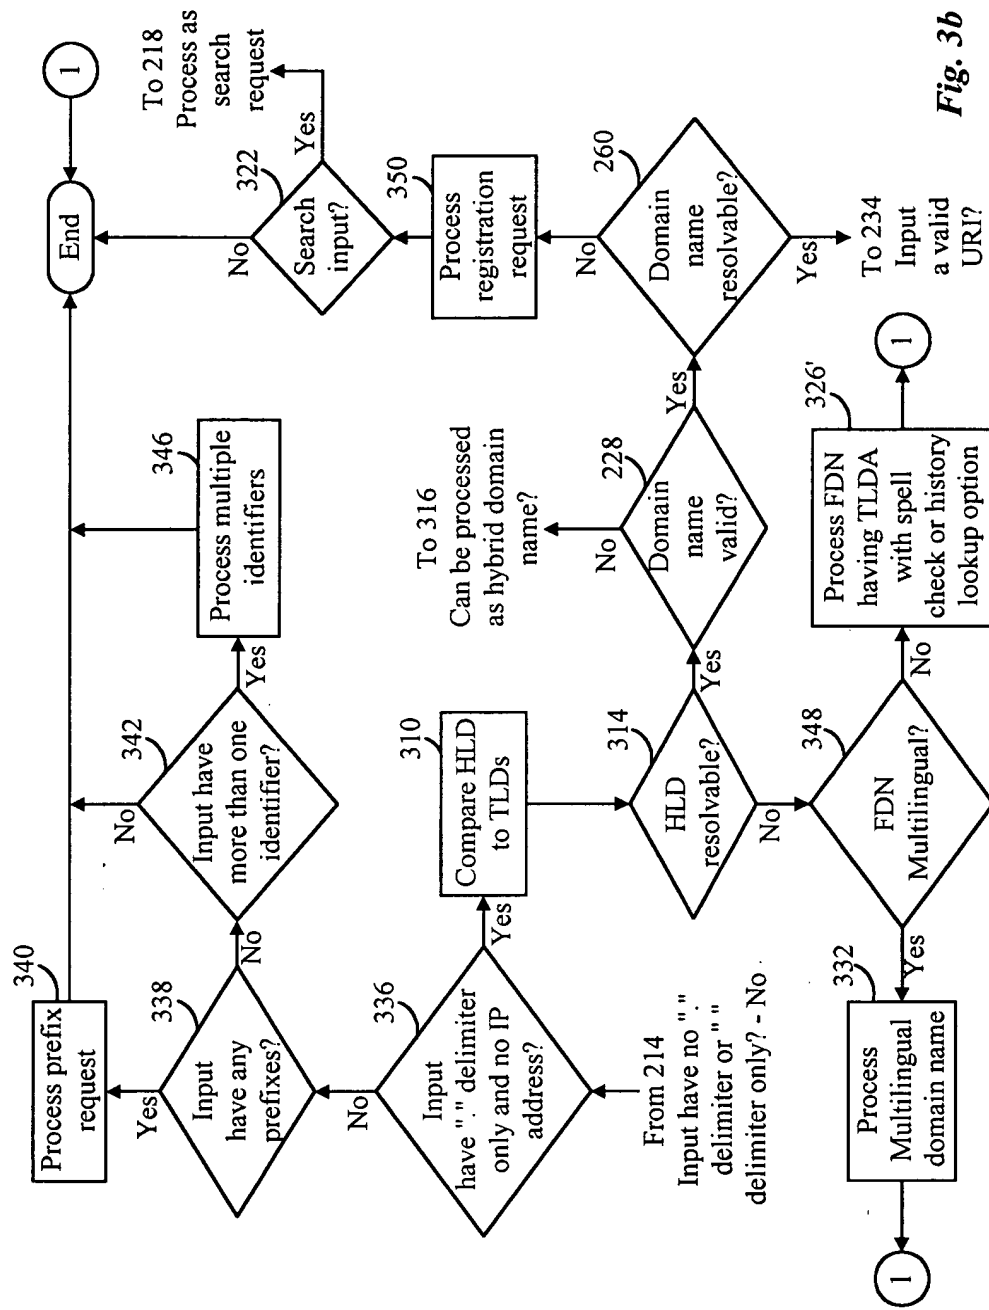 340
Process prefix
request
Yes
338
Input
have any
prefixes?
No
342
Input have
more than one
identifier?
No
Yes
346
Process multiple
identifiers
End
1
336
Input
have "." delimiter
only and no IP
address?
No
Yes
From 214
Input have no "."
delimiter or " "
delimiter only? - No
310
Compare HLD
to TLDs
314
HLD
resolvable?
Yes
No
To 316
Can be processed
as hybrid domain
name?
No
228
Domain
name
valid?
Yes
260
Domain
name
resolvable?
No
Yes
To 234
Input
a valid
URI?
350
Process
registration
request
322
Search
input?
No
Yes
To 218
Process as
search
request
348
FDN
Multilingual?
Yes
No
332
Process
Multilingual
domain name
1
326'
Process FDN
having TLDA
with spell
check or history
lookup option
1
Fig. 3b